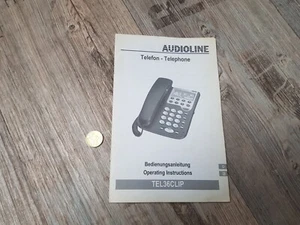 AUDIOLINE
Telefon - Telephone
Bedienungsanleitung
Operating Instructions
TEL36CLIP